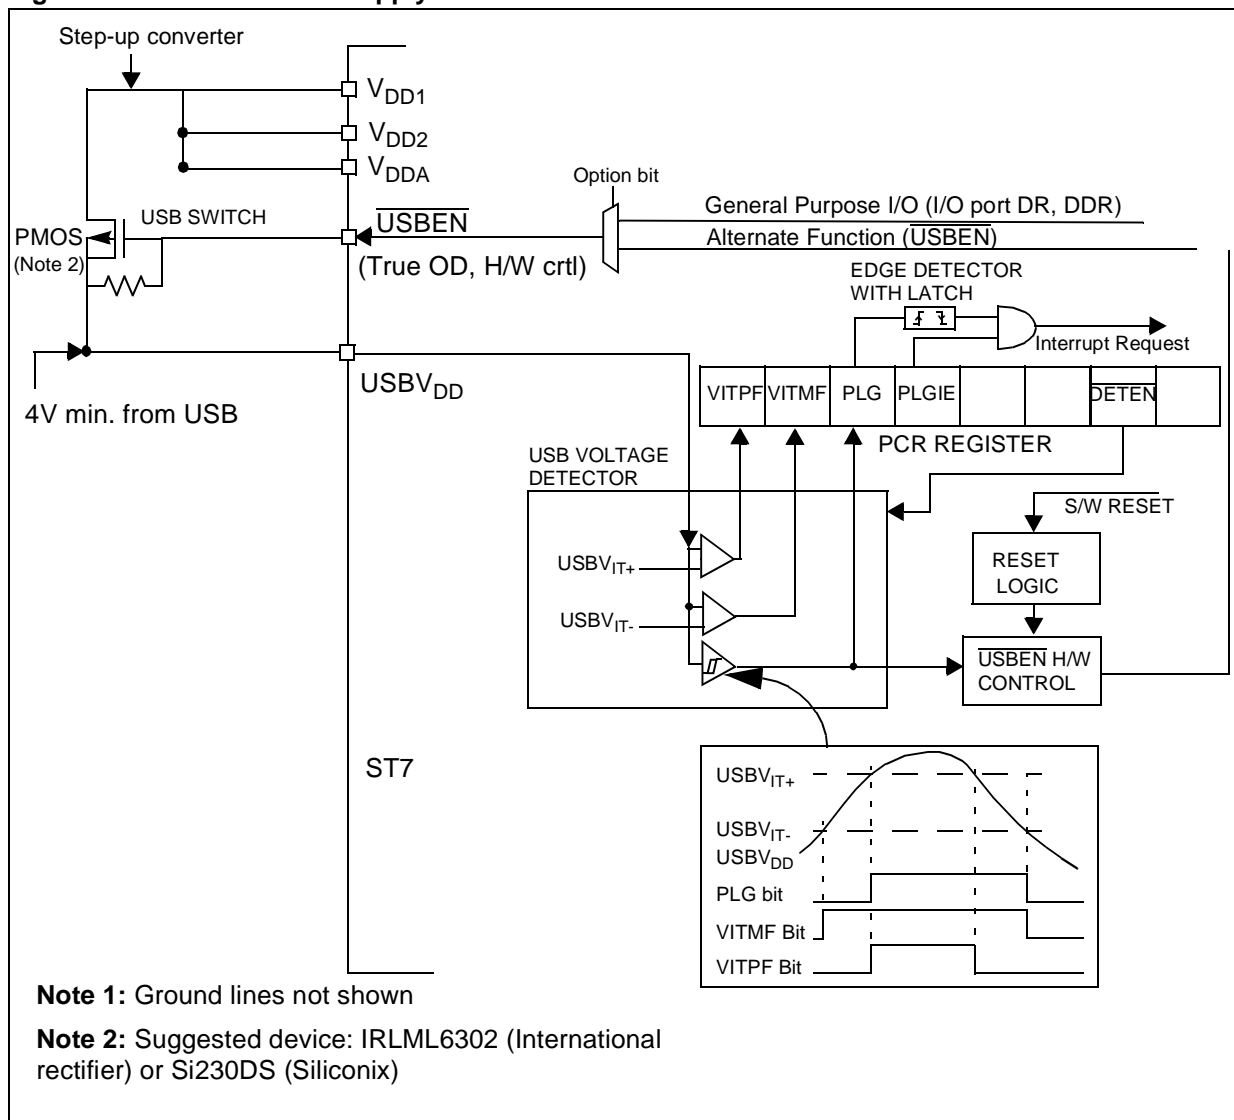 Step-up converter
VDD1
VDD2
VDDA
Option bit
USB SWITCH
USBEN
General Purpose I/O (I/O port DR, DDR)
PMOS
(Note 2)
Alternate Function (USBEN)
(True OD, H/W crtl)
EDGE DETECTOR
WITH LATCH
Interrupt Request
USBVDD
4V min. from USB
VITPF VITMF PLG PLGIE DETEN
PCR REGISTER
USB VOLTAGE
DETECTOR
S/W RESET
USBVIT+
RESET
LOGIC
USBVIT-
USBEN H/W
CONTROL
ST7
USBVIT+
USBVIT-
USBVDD
PLG bit
VITMF Bit
VITPF Bit
Note 1: Ground lines not shown
Note 2: Suggested device: IRLML6302 (International
rectifier) or Si230DS (Siliconix)